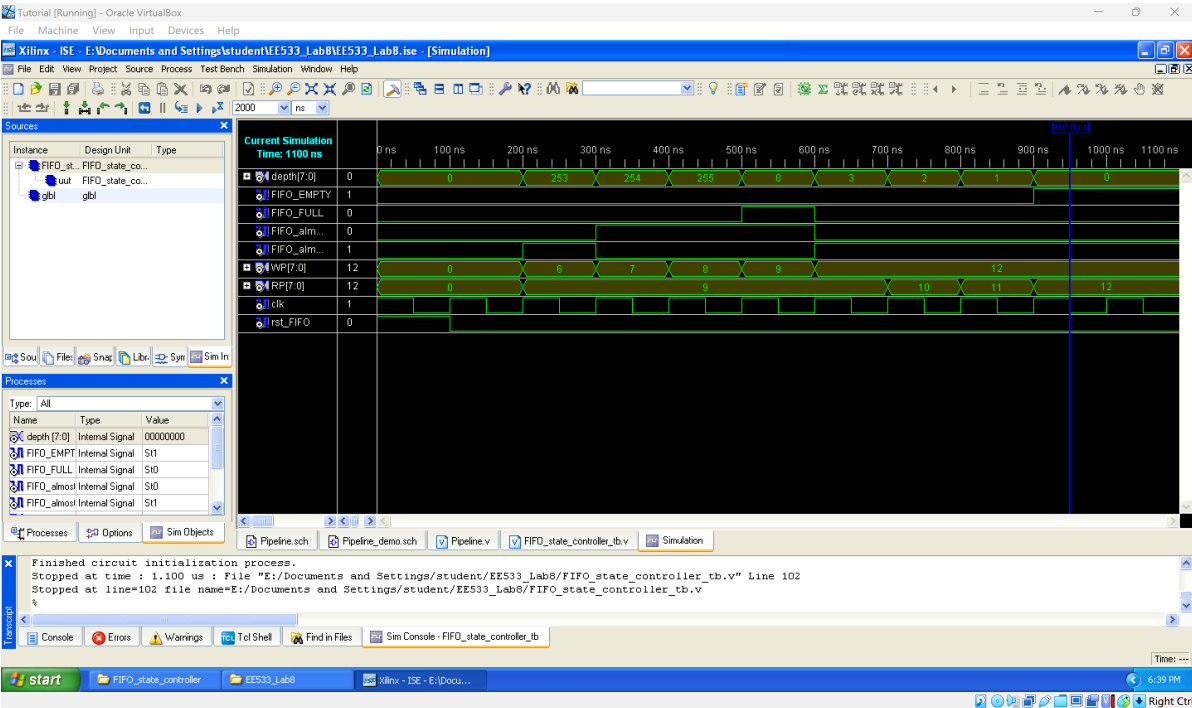 Tutorial [Running] - Oracle VirtualBox
File Machine View Input Devices Help
Xilinx - ISE - E:\Documents and Settings\student\EE533_Lab8\EE533_Lab8.ise - [Simulation]
File Edit View Project Source Process Test Bench Simulation Window Help
2000 ns
Sources
Instance Design Unit Type
FIFO_st... FIFO_state_co...
uut FIFO_state_co...
glbl glbl
Sou Files Snap Libr. Sym Sim In
Processes
Type: All
Name Type Value
depth [7:0] Internal Signal 00000000
FIFO_EMPT Internal Signal St1
FIFO_FULL Internal Signal St0
FIFO_almost Internal Signal St0
FIFO_almost Internal Signal St1
Processes Options Sim Objects
Current Simulation
Time: 1100 ns
950.0 ns
0 ns 100 ns 200 ns 300 ns 400 ns 500 ns 600 ns 700 ns 800 ns 900 ns 1000 ns 1100 ns
depth[7:0] 0 0 253 254 255 0 3 2 1 0
FIFO_EMPTY 1
FIFO_FULL 0
FIFO_alm... 0
FIFO_alm... 1
WP[7:0] 12 0 6 7 8 9 12
RP[7:0] 12 0 9 10 11 12
clk 1
rst_FIFO 0
Pipeline.sch Pipeline_demo.sch Pipeline.v FIFO_state_controller_tb.v Simulation
Transcript
Finished circuit initialization process.
Stopped at time : 1.100 us : File "E:/Documents and Settings/student/EE533_Lab8/FIFO_state_controller_tb.v" Line 102
Stopped at line=102 file name=E:/Documents and Settings/student/EE533_Lab8/FIFO_state_controller_tb.v
%
Console Errors Warnings Tcl Shell Find in Files Sim Console - FIFO_state_controller_tb
Time: ---
start FIFO_state_controller EE533_Lab8 Xilinx - ISE - E:\Docu... 6:39 PM
Right Ctrl